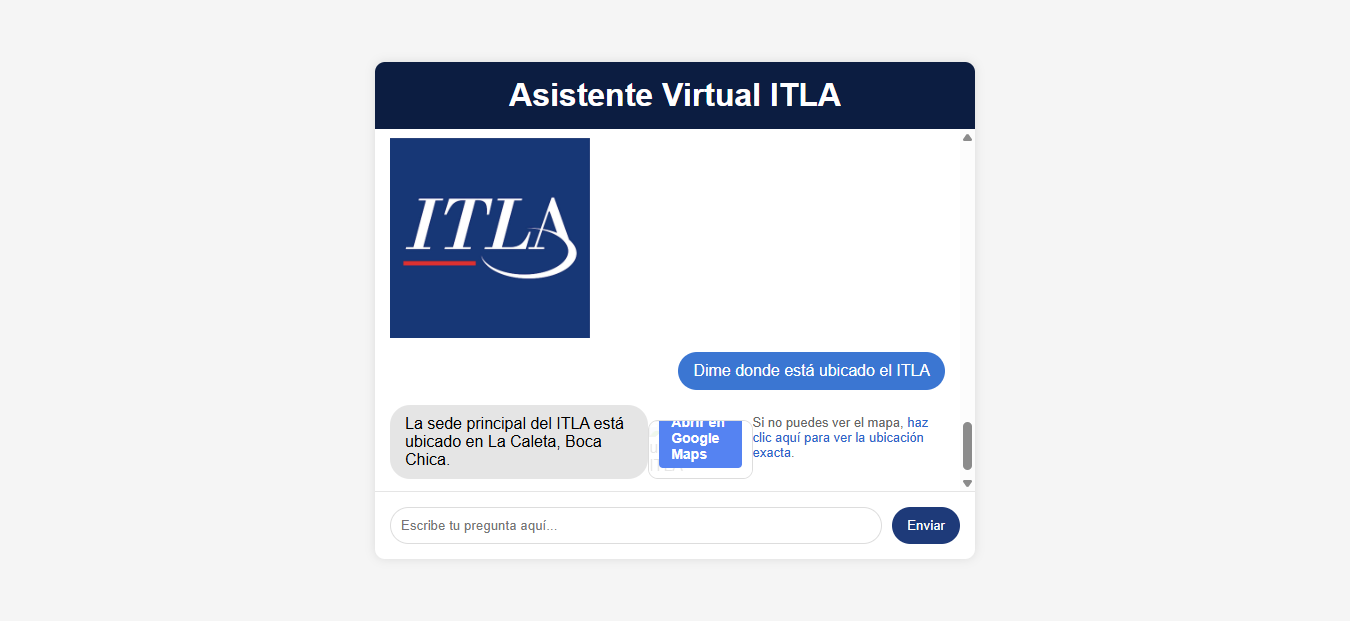 Asistente Virtual ITLA
ITLA
Dime donde está ubicado el ITLA
La sede principal del ITLA está
ubicado en La Caleta, Boca
Chica.
Abrir en
Google
Maps
Si no puedes ver el mapa, haz
clic aquí para ver la ubicación
exacta.
Escribe tu pregunta aquí...
Enviar